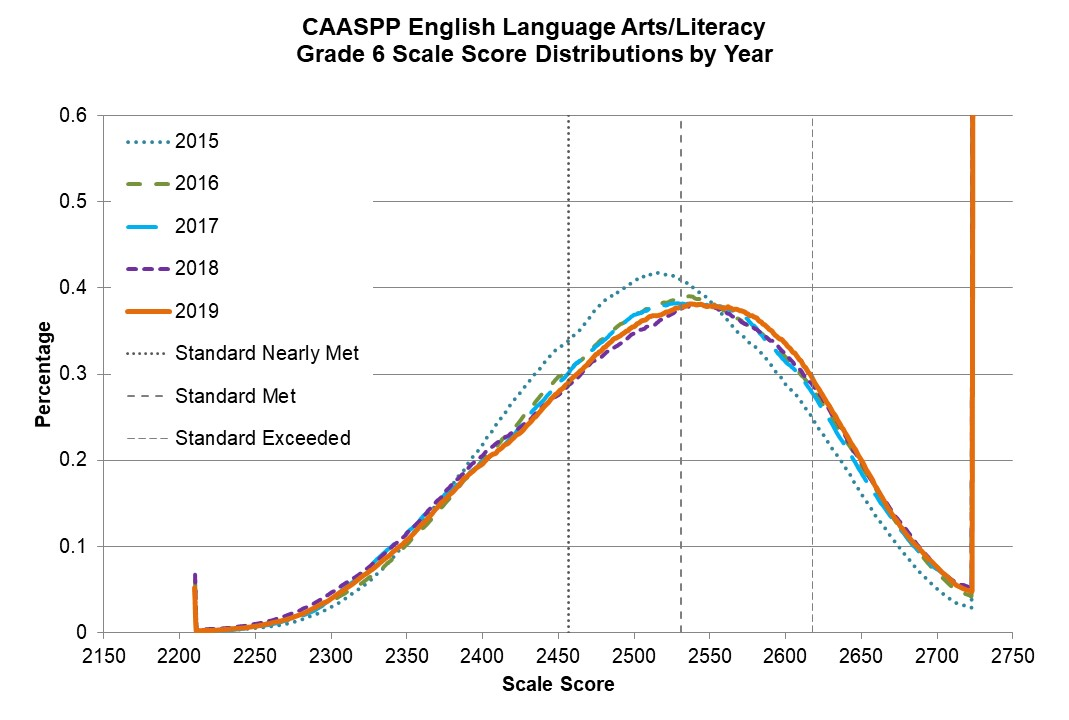 CAASPP English Language Arts/Literacy
Grade 6 Scale Score Distributions by Year
0.6
0.5
0.4
0.3
0.2
0.1
0
Percentage
2015
2016
2017
2018
2019
Standard Nearly Met
Standard Met
Standard Exceeded
2150 2200 2250 2300 2350 2400 2450 2500 2550 2600 2650 2700 2750
Scale Score